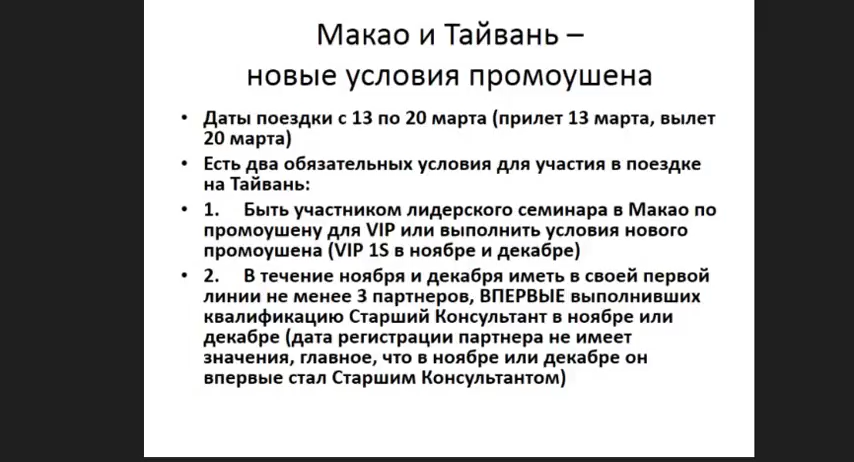 Макао и Тайвань –
новые условия промоушена
• Даты поездки с 13 по 20 марта (прилет 13 марта, вылет
20 марта)
• Есть два обязательных условия для участия в поездке
на Тайвань:
• 1. Быть участником лидерского семинара в Макао по
промоушену для VIP или выполнить условия нового
промоушена (VIP 1S в ноябре и декабре)
• 2. В течение ноября и декабря иметь в своей первой
линии не менее 3 партнеров, ВПЕРВЫЕ выполнивших
квалификацию Старший Консультант в ноябре или
декабре (дата регистрации партнера не имеет
значения, главное, что в ноябре или декабре он
впервые стал Старшим Консультантом)